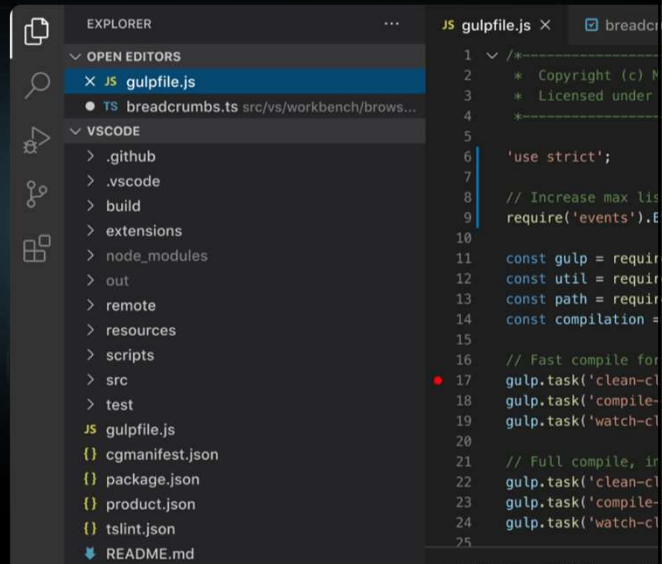 EXPLORER
OPEN EDITORS
JS gulpfile.js
TS breadcrumbs.ts src/vs/workbench/brows...
VSCODE
.github
.vscode
build
extensions
node_modules
out
remote
resources
scripts
src
test
JS gulpfile.js
{} cgmanifest.json
{} package.json
{} product.json
{} tslint.json
README.md
JS gulpfile.js
1 /*--------------------
2 * Copyright (c) M
3 * Licensed under
4 *--------------------
5
6 'use strict';
7
8 // Increase max lis
9 require('events').E
10
11 const gulp = requir
12 const util = requir
13 const path = requir
14 const compilation =
15
16 // Fast compile for
17 gulp.task('clean-cl
18 gulp.task('compile-
19 gulp.task('watch-cl
20
21 // Full compile, in
22 gulp.task('clean-cl
23 gulp.task('compile-
24 gulp.task('watch-cl
25